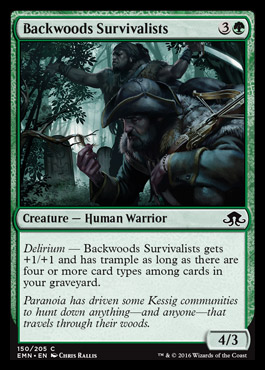 Backwoods Survivalists 3
Creature — Human Warrior
Delirium — Backwoods Survivalists gets
+1/+1 and has trample as long as there are
four or more card types among cards in
your graveyard.
Paranoia has driven some Kessig communities
to hunt down anything—and anyone—that
travels through their woods.
4/3
150/205 C
EMN • EN Chris Rallis ™ & © 2016 Wizards of the Coast